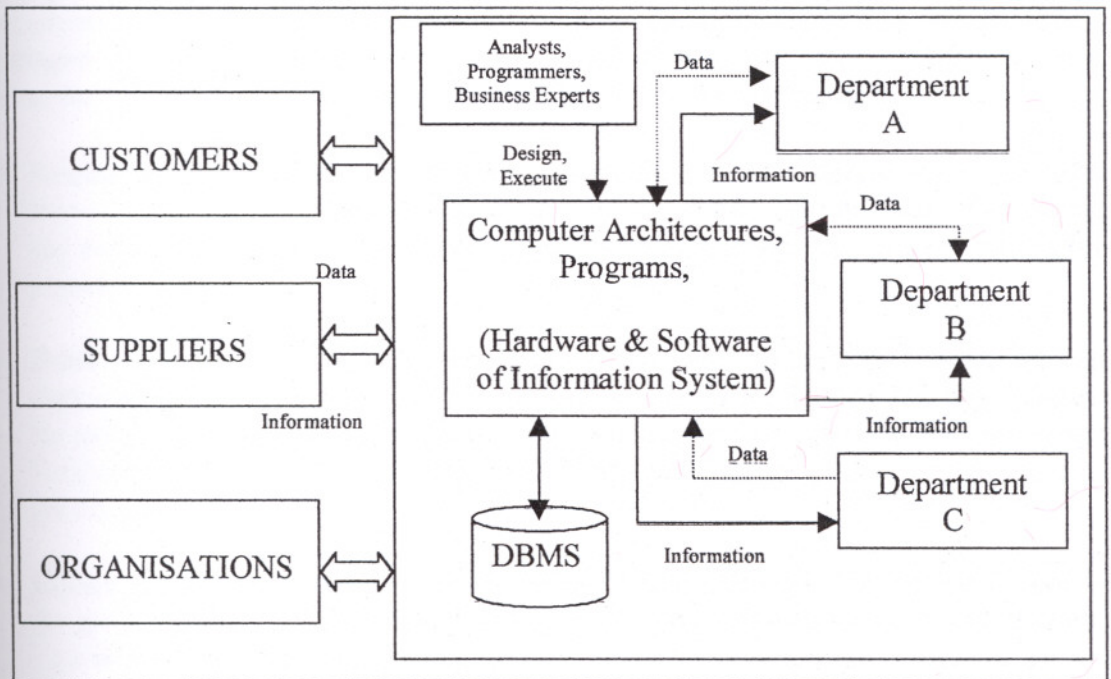 CUSTOMERS
SUPPLIERS
ORGANISATIONS
Data
Information
Analysts,
Programmers,
Business Experts
Design,
Execute
Computer Architectures,
Programs,
(Hardware & Software
of Information System)
DBMS
Data
Information
Department
A
Data
Department
B
Information
Data
Department
C
Information